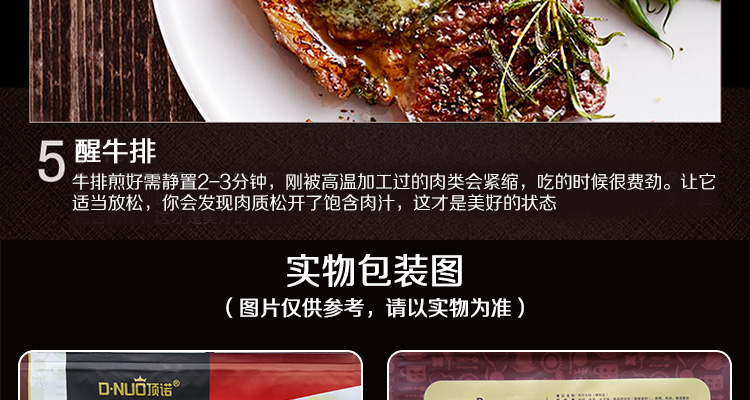 5 醒牛排
牛排煎好需静置2-3分钟，刚被高温加工过的肉类会紧缩，吃的时候很费劲。让它
适当放松，你会发现肉质松开了饱含肉汁，这才是美好的状态
实物包装图
（图片仅供参考，请以实物为准）
D·NUO顶诺®